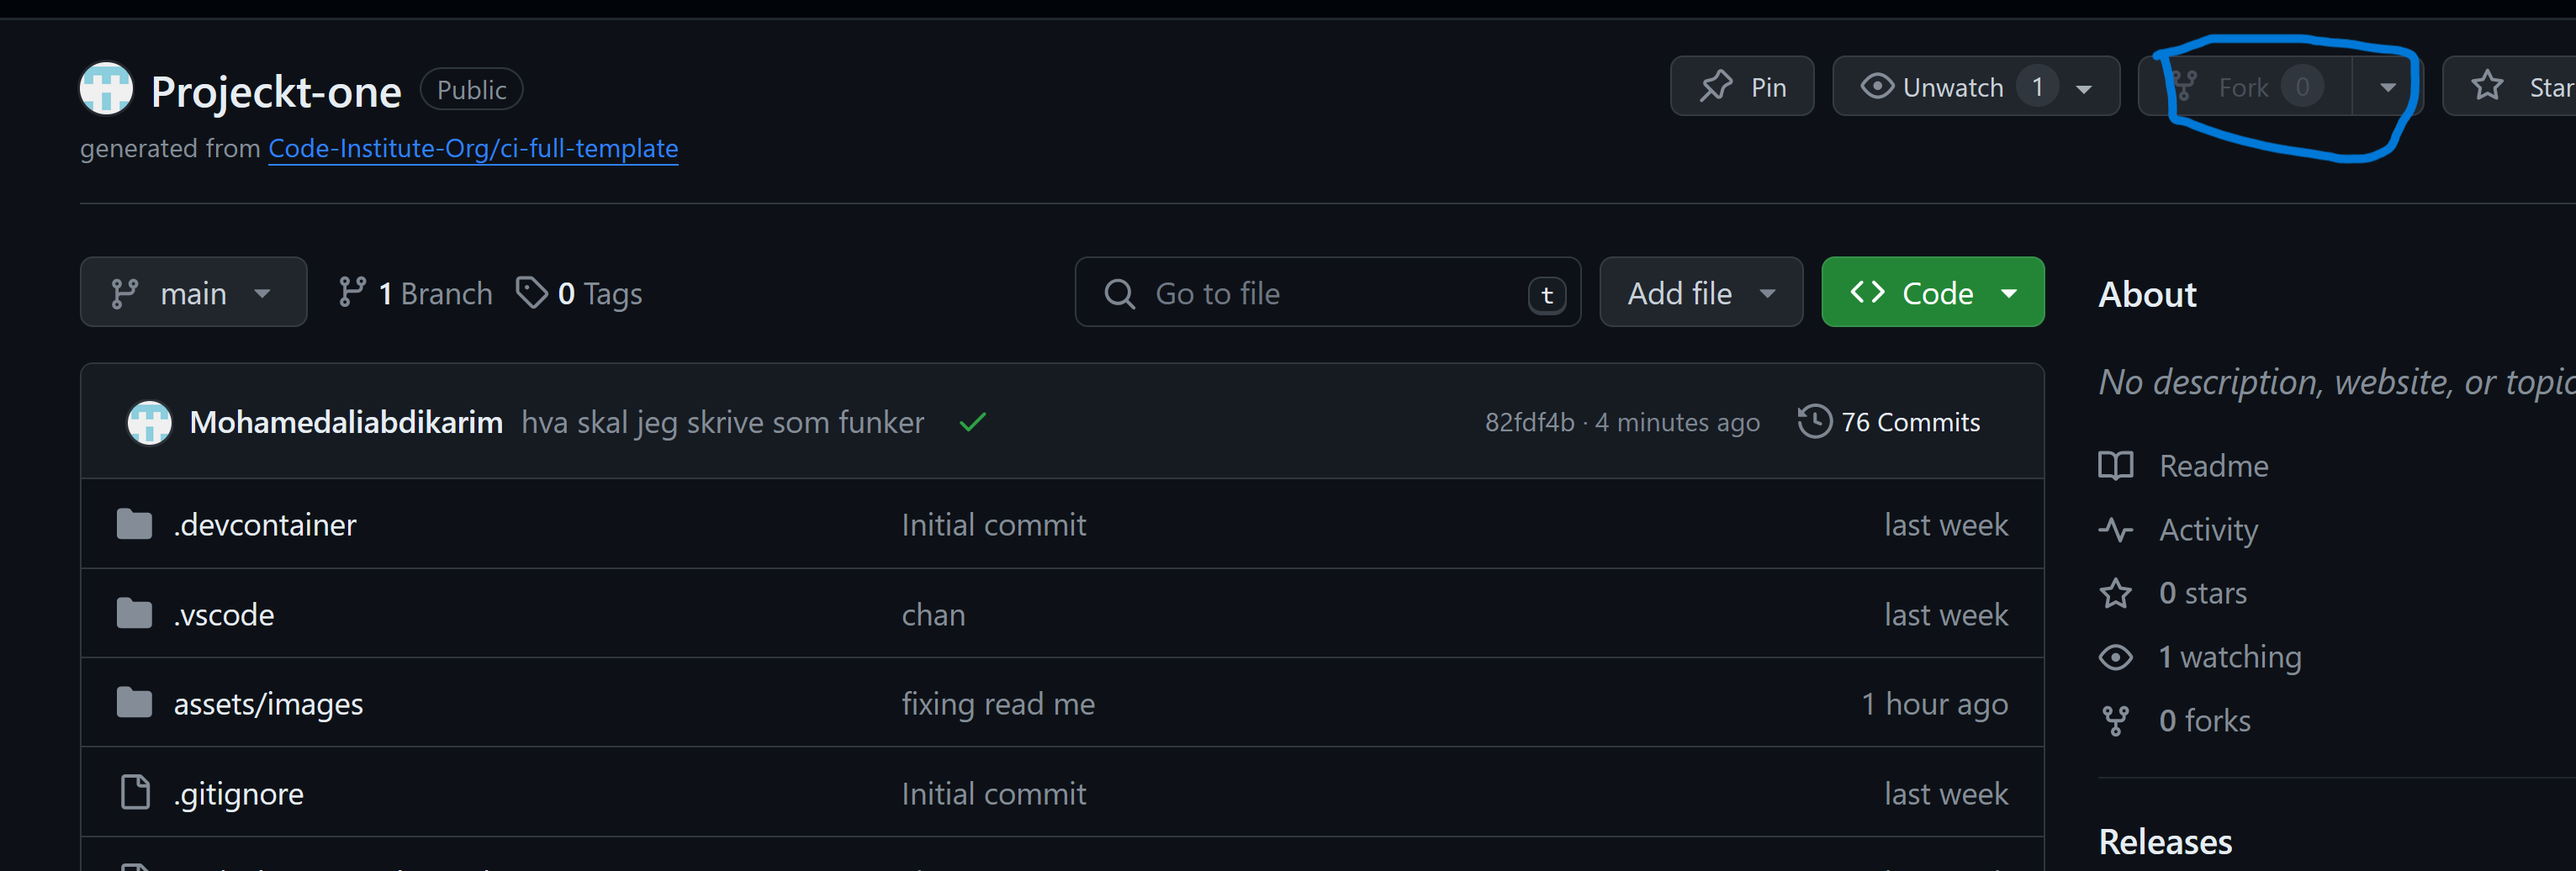 Projeckt-one Public Pin Unwatch 1 Fork 0
generated from Code-Institute-Org/ci-full-template
main 1 Branch 0 Tags Go to file t Add file Code About
No description, website, or
Mohamedaliabdikarim hva skal jeg skrive som funker 82fdf4b · 4 minutes ago 76 Commits
Readme
.devcontainer Initial commit last week
Activity
.vscode chan last week
0 stars
1 watching
assets/images fixing read me 1 hour ago
0 forks
.gitignore Initial commit last week
Releases